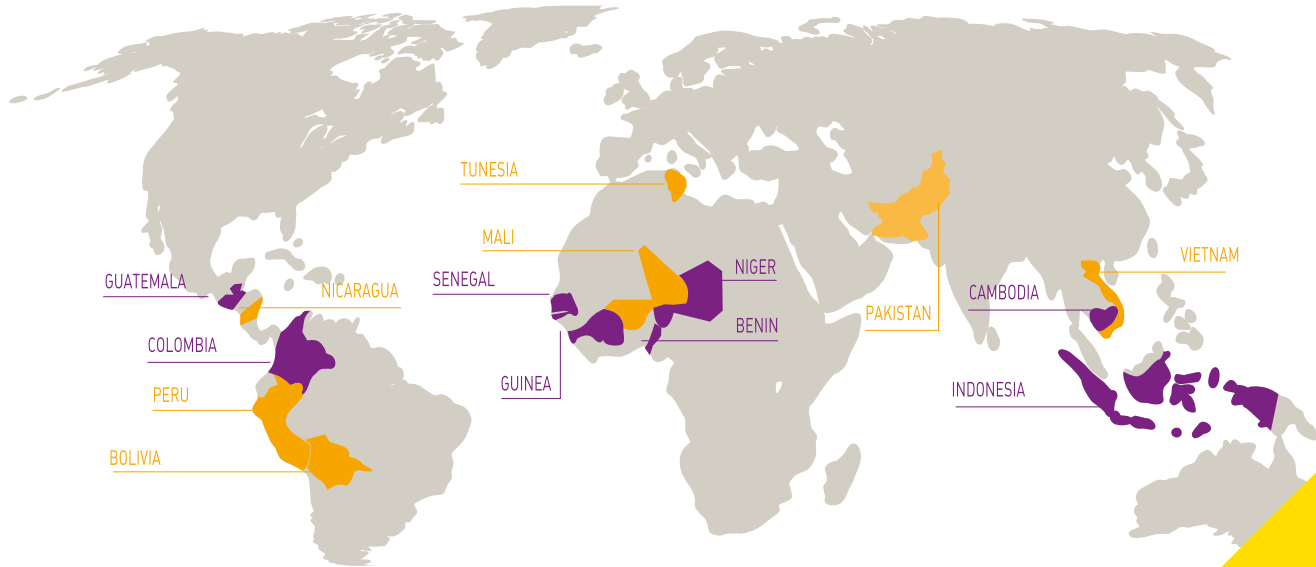 TUNESIA
MALI
NIGER
SENEGAL
BENIN
GUINEA
GUATEMALA
NICARAGUA
COLOMBIA
PERU
BOLIVIA
VIETNAM
CAMBODIA
PAKISTAN
INDONESIA